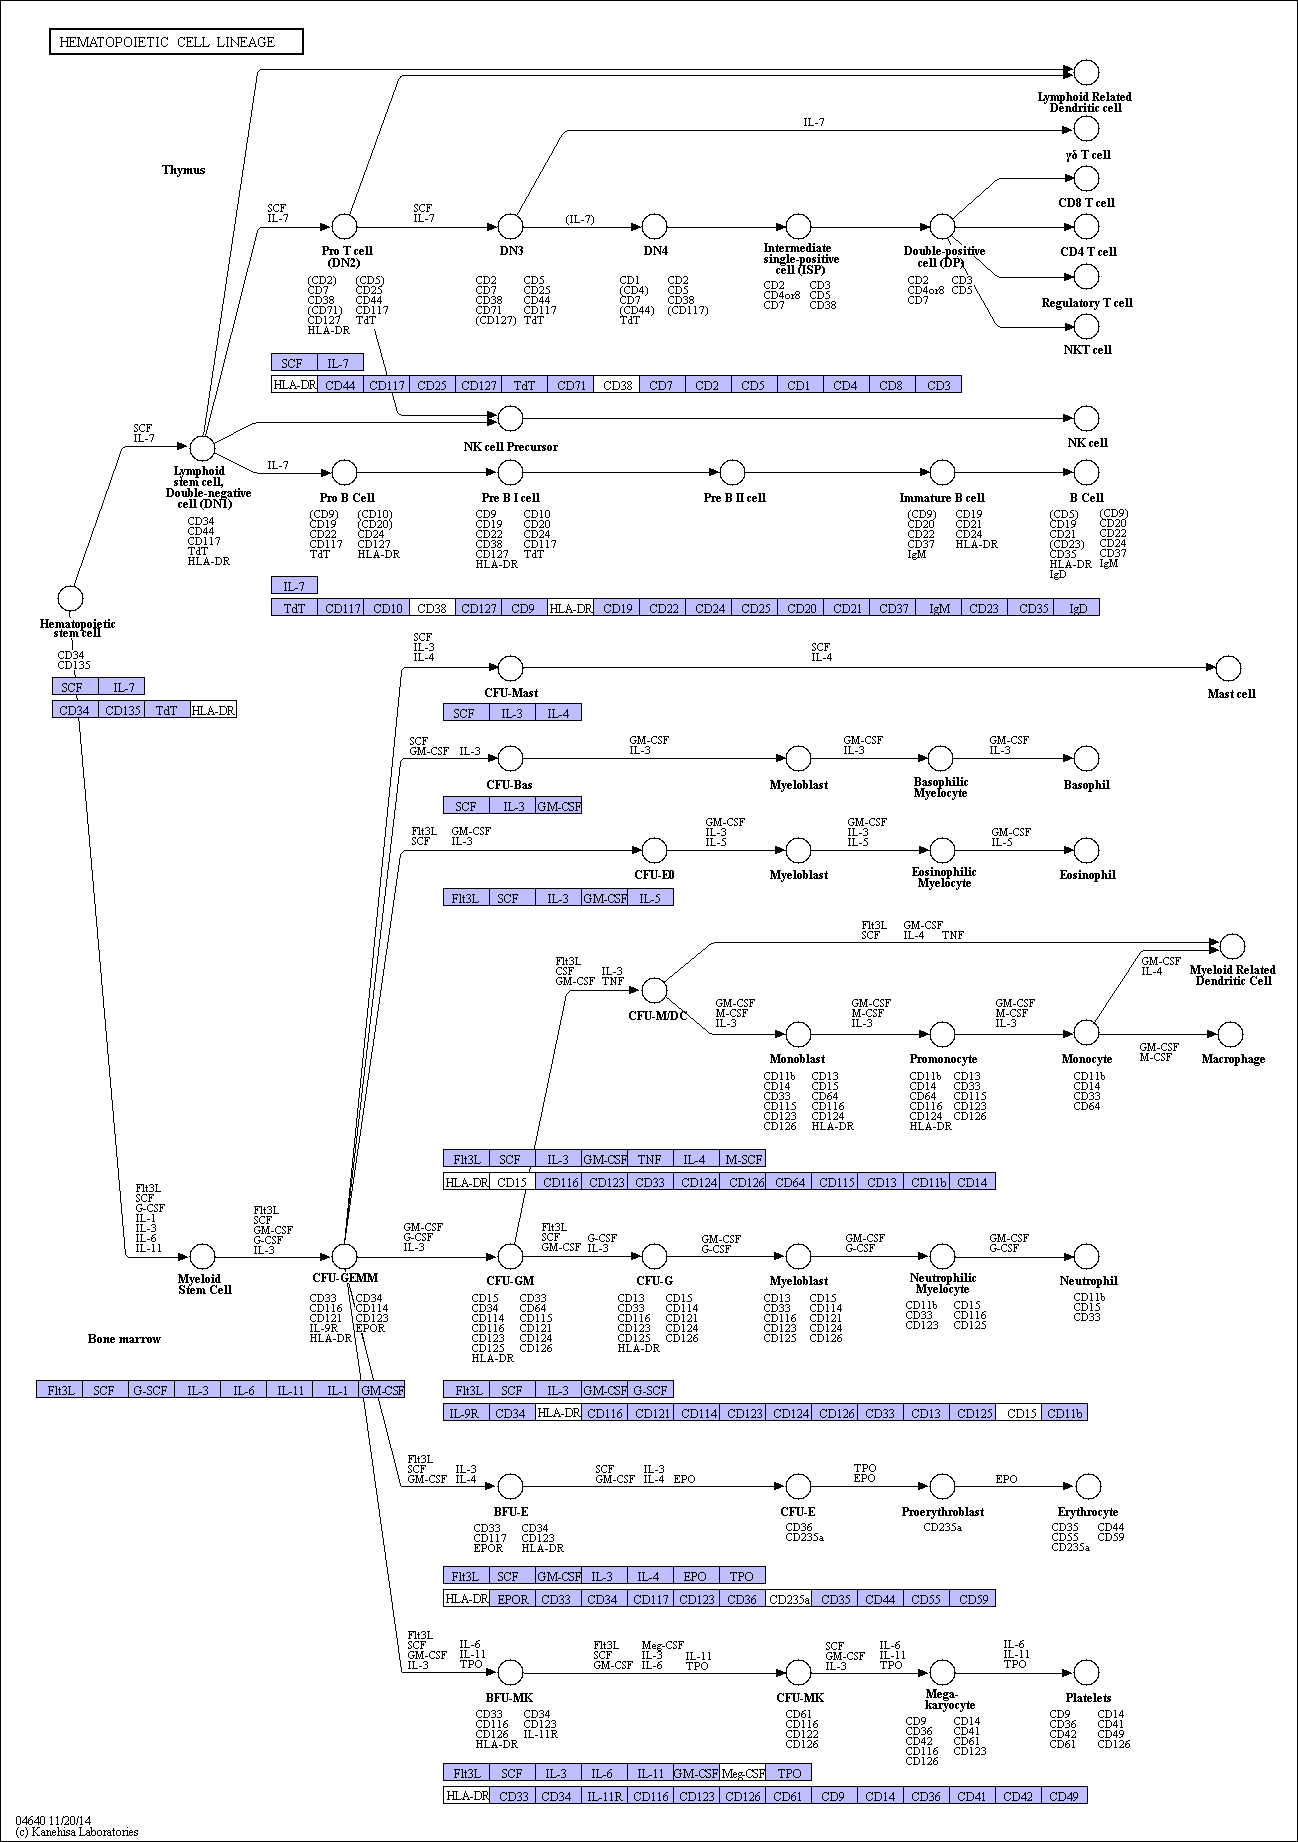 HEMATOPOIETIC CELL LINEAGE
Lymphoid Related
Dendritic cell
IL-7
γδ T cell
Thymus
CD8 T cell
SCF
IL-7
SCF
IL-7
(IL-7)
Pro T cell
(DN2)
DN3
DN4
Intermediate
single-positive
cell (ISP)
Double-positive
cell (DP)
CD4 T cell
(CD2) (CD5)
CD7 CD25
CD38 CD44
(CD71) CD117
CD127 TdT
HLA-DR
CD2 CD5
CD7 CD25
CD38 CD44
CD71 CD117
(CD127) TdT
CD1 CD2
(CD4) CD5
CD7 CD38
(CD44) (CD117)
TdT
CD2 CD3
CD4or8 CD5
CD7 CD38
CD2 CD3
CD4or8 CD5
CD7
Regulatory T cell
NKT cell
SCF IL-7
HLA-DR CD44 CD117 CD25 CD127 TdT CD71 CD38 CD7 CD2 CD5 CD1 CD4 CD8 CD3
SCF
IL-7
NK cell Precursor
NK cell
IL-7
Lymphoid
stem cell,
Double-negative
cell (DN1)
CD34
CD44
CD117
TdT
HLA-DR
Pro B Cell
Pre B I cell
Pre B II cell
Immature B cell
B Cell
(CD9) (CD10)
CD19 (CD20)
CD22 CD24
CD117 CD127
TdT HLA-DR
CD9 CD10
CD19 CD20
CD22 CD24
CD38 CD117
CD127 TdT
HLA-DR
(CD9) CD19
CD20 CD21
CD22 CD24
CD37 HLA-DR
IgM
(CD5) (CD9)
CD19 CD20
CD21 CD22
(CD23) CD24
CD35 CD37
HLA-DR IgM
IgD
IL-7
TdT CD117 CD10 CD38 CD127 CD9 HLA-DR CD19 CD22 CD24 CD25 CD20 CD21 CD37 IgM CD23 CD35 IgD
Hematopoietic
stem cell
CD34
CD135
SCF IL-7
CD34 CD135 TdT HLA-DR
SCF
IL-3
IL-4
SCF
IL-4
CFU-Mast
Mast cell
SCF IL-3 IL-4
SCF
GM-CSF IL-3
GM-CSF
IL-3
GM-CSF
IL-3
GM-CSF
IL-3
CFU-Bas
Myeloblast
Basophilic
Myelocyte
Basophil
SCF IL-3 GM-CSF
Flt3L GM-CSF
SCF IL-3
GM-CSF
IL-3
IL-5
GM-CSF
IL-3
IL-5
GM-CSF
IL-5
CFU-E0
Myeloblast
Eosinophilic
Myelocyte
Eosinophil
Flt3L SCF IL-3 GM-CSF IL-5
Flt3L GM-CSF
SCF IL-4 TNF
Flt3L
CSF IL-3
GM-CSF TNF
GM-CSF
IL-4
Myeloid Related
Dendritic Cell
CFU-M/DC
GM-CSF
M-CSF
IL-3
GM-CSF
M-CSF
IL-3
GM-CSF
M-CSF
IL-3
GM-CSF
M-CSF
Monoblast
Promonocyte
Monocyte
Macrophage
CD11b CD13
CD14 CD15
CD33 CD64
CD115 CD116
CD123 CD124
CD126 HLA-DR
CD11b CD13
CD14 CD33
CD64 CD115
CD116 CD123
CD124 CD126
HLA-DR
CD11b
CD14
CD33
CD64
Flt3L SCF IL-3 GM-CSF TNF IL-4 M-SCF
HLA-DR CD15 CD116 CD123 CD33 CD124 CD126 CD64 CD115 CD13 CD11b CD14
Flt3L
SCF
G-CSF
IL-1
IL-3
IL-6
IL-11
Flt3L
SCF
GM-CSF
G-CSF
IL-3
GM-CSF
G-CSF
IL-3
Flt3L
SCF G-CSF
GM-CSF IL-3
GM-CSF
G-CSF
GM-CSF
G-CSF
GM-CSF
G-CSF
Myeloid
Stem Cell
CFU-GEMM
CFU-GM
CFU-G
Myeloblast
Neutrophilic
Myelocyte
Neutrophil
CD33 CD34
CD116 CD114
CD121 CD123
IL-9R EPOR
HLA-DR
CD15 CD33
CD34 CD64
CD114 CD115
CD116 CD121
CD123 CD124
CD125 CD126
HLA-DR
CD13 CD15
CD33 CD114
CD116 CD121
CD123 CD124
CD125 CD126
HLA-DR
CD13 CD15
CD33 CD114
CD116 CD121
CD123 CD124
CD125 CD126
CD11b CD15
CD33 CD116
CD123 CD125
CD11b
CD15
CD33
Bone marrow
Flt3L SCF G-SCF IL-3 IL-6 IL-11 IL-1 GM-CSF
Flt3L SCF IL-3 GM-CSF G-SCF
IL-9R CD34 HLA-DR CD116 CD121 CD114 CD123 CD124 CD126 CD33 CD13 CD125 CD15 CD11b
Flt3L
SCF IL-3
GM-CSF IL-4
SCF IL-3
GM-CSF IL-4 EPO
TPO
EPO
EPO
BFU-E
CFU-E
Proerythroblast
Erythrocyte
CD33 CD34
CD117 CD123
EPOR HLA-DR
CD36
CD235a
CD235a
CD35 CD44
CD55 CD59
CD235a
Flt3L SCF GM-CSF IL-3 IL-4 EPO TPO
HLA-DR EPOR CD33 CD34 CD117 CD123 CD36 CD235a CD35 CD44 CD55 CD59
Flt3L
SCF IL-6
GM-CSF IL-11
IL-3 TPO
Flt3L Meg-CSF
SCF IL-3 IL-11
GM-CSF IL-6 TPO
SCF IL-6
GM-CSF IL-11
IL-3 TPO
IL-6
IL-11
TPO
BFU-MK
CFU-MK
Mega-
karyocyte
Platelets
CD33 CD34
CD116 CD123
CD126 IL-11R
HLA-DR
CD61
CD116
CD122
CD126
CD9 CD14
CD36 CD41
CD42 CD61
CD116 CD123
CD126
CD9 CD14
CD36 CD41
CD42 CD49
CD61 CD126
Flt3L SCF IL-3 IL-6 IL-11 GM-CSF Meg-CSF TPO
HLA-DR CD33 CD34 IL-11R CD116 CD123 CD126 CD61 CD9 CD14 CD36 CD41 CD42 CD49
04640 11/20/14
(c) Kanehisa Laboratories